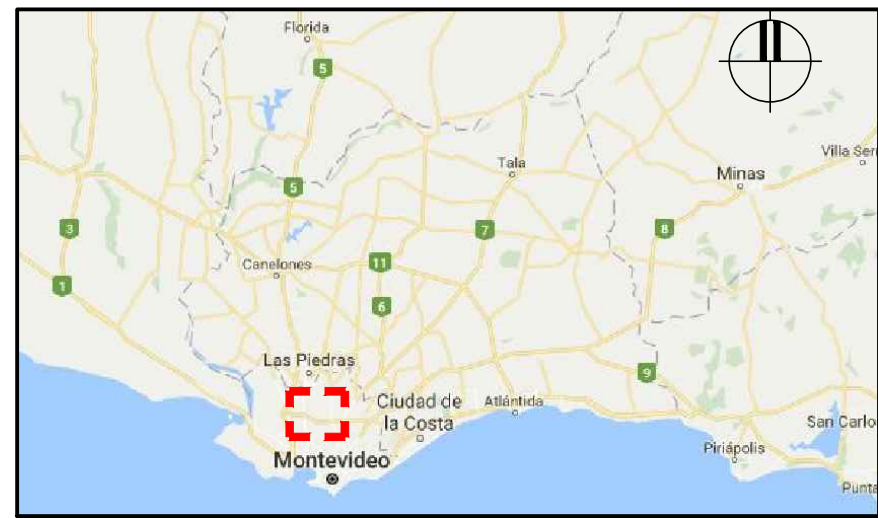 Florida
5
Tala
Villa Ser
Minas
5
3
7
8
Canelones
11
1
6
Las Piedras
9
Ciudad de
la Costa
Atlántida
San Carlo
Piriápolis
Montevideo
Punta